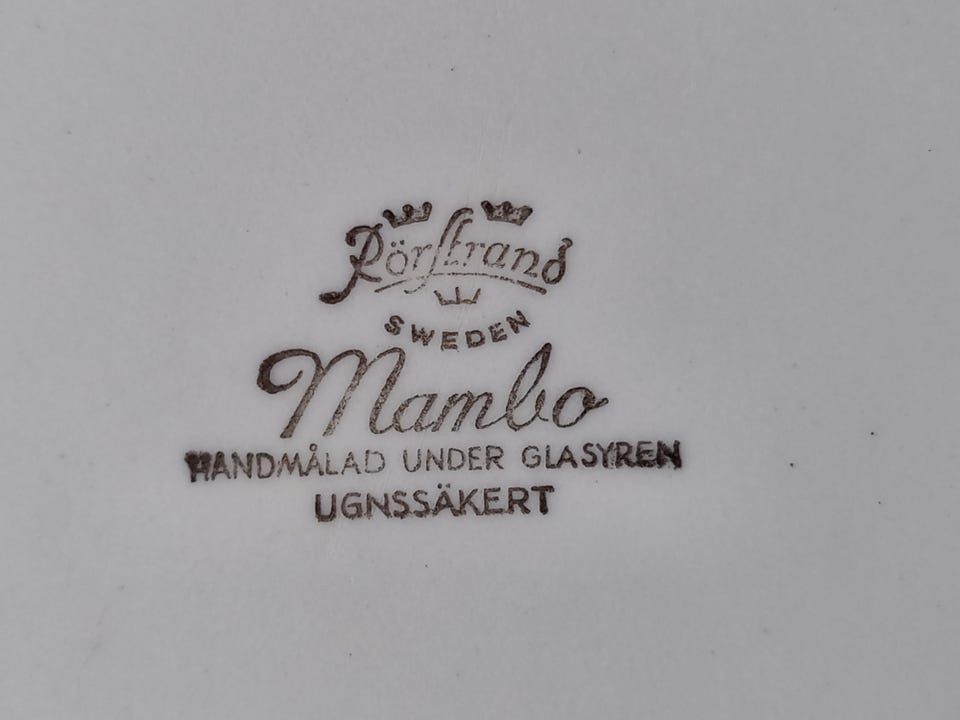 Rörstrand
SWEDEN
Mambo
HANDMÅLAD UNDER GLASYREN
UGNSSÄKERT